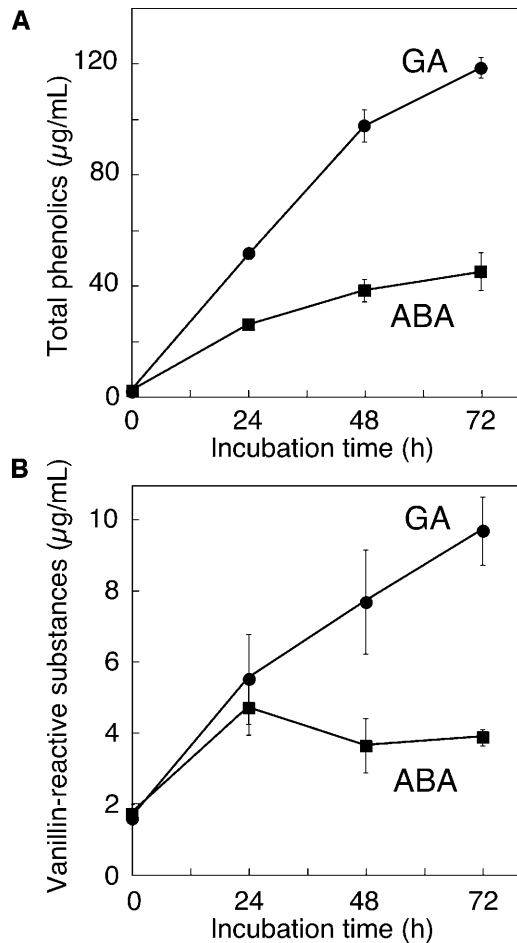 A
Total phenolics (µg/mL)
120
80
40
0
GA
ABA
0 24 48 72
Incubation time (h)
B
Vanillin-reactive substances (µg/mL)
10
8
6
4
2
0
GA
ABA
0 24 48 72
Incubation time (h)